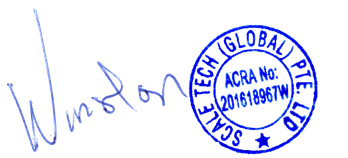 Winston
SCALE TECH (GLOBAL) PTE. LTD
ACRA No:
201618967W